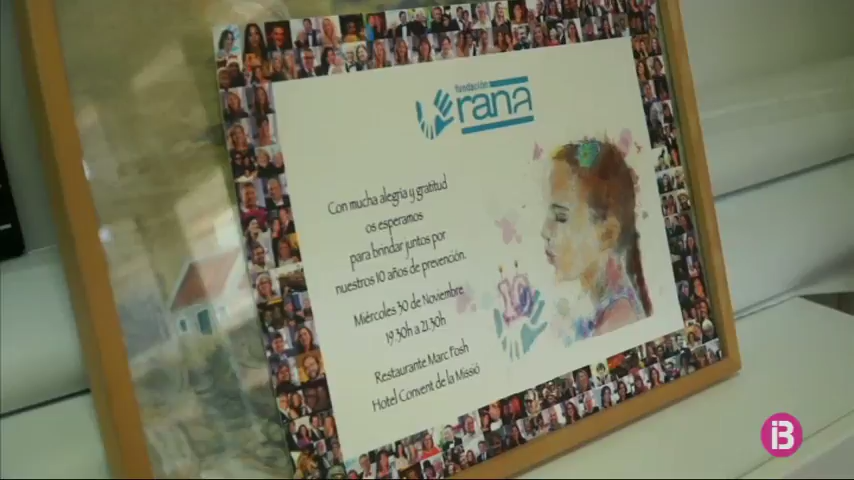 fundación
rana
Con mucha alegría y gratitud
os esperamos
para brindar juntos por
nuestros 10 años de prevención.
Miércoles 30 de Noviembre
19.30h a 21.30h
Restaurante Marc Fosh
Hotel Convent de la Missió
10
iB